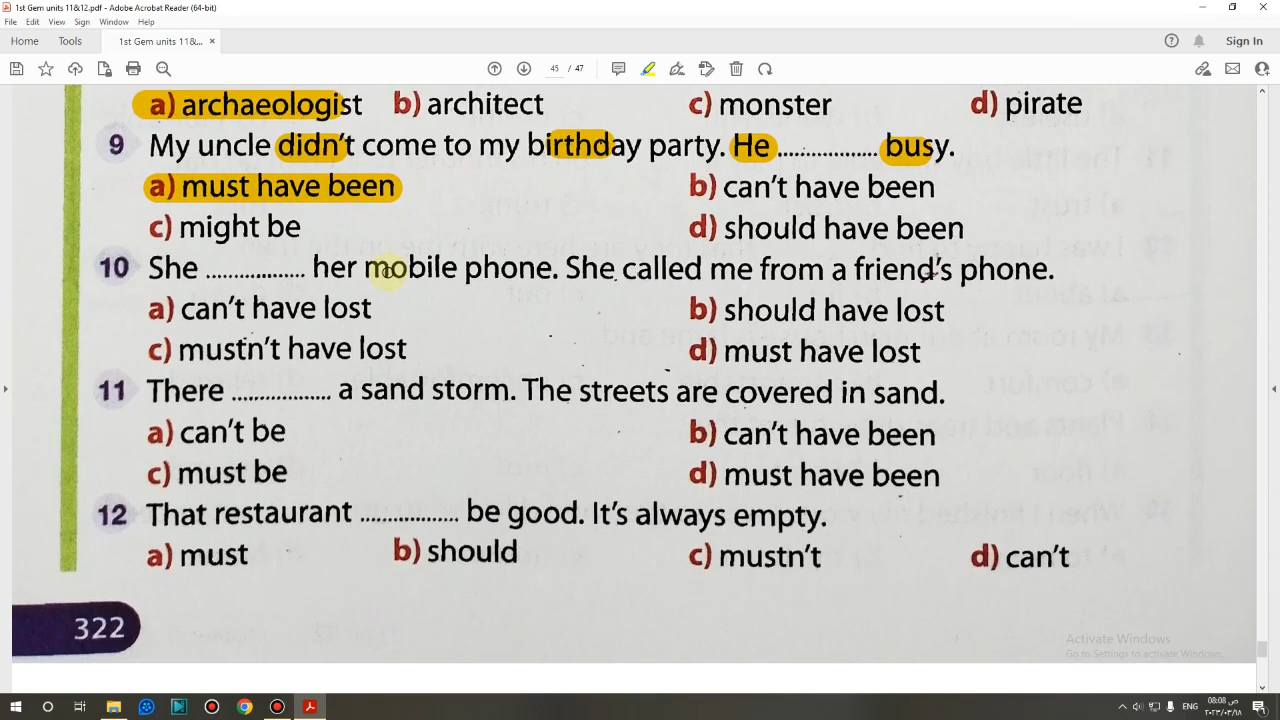 1st Gem units 11&12.pdf - Adobe Acrobat Reader (64-bit)
File Edit View Sign Window Help
Home Tools 1st Gem units 11&... × Sign In
45 / 47
a) archaeologist b) architect c) monster d) pirate
9 My uncle didn't come to my birthday party. He ................ busy.
a) must have been b) can't have been
c) might be d) should have been
10 She ................ her mobile phone. She called me from a friend's phone.
a) can't have lost b) should have lost
c) mustn't have lost d) must have lost
11 There ................ a sand storm. The streets are covered in sand.
a) can't be b) can't have been
c) must be d) must have been
12 That restaurant ................ be good. It's always empty.
a) must b) should c) mustn't d) can't
322
Activate Windows
Go to Settings to activate Windows.
ENG 08:08 ص
٢٠٢٣/٠٣/١٨